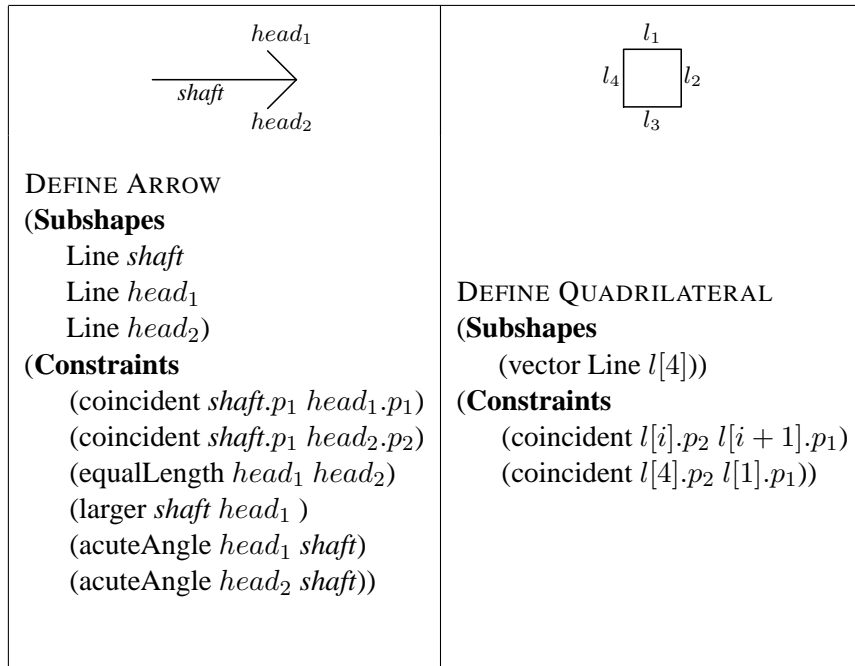 head₁
shaft
head₂
DEFINE ARROW
(Subshapes
Line shaft
Line head₁
Line head₂)
(Constraints
(coincident shaft.p₁ head₁.p₁)
(coincident shaft.p₁ head₂.p₂)
(equalLength head₁ head₂)
(larger shaft head₁ )
(acuteAngle head₁ shaft)
(acuteAngle head₂ shaft))
l₁
l₄ l₂
l₃
DEFINE QUADRILATERAL
(Subshapes
(vector Line l[4]))
(Constraints
(coincident l[i].p₂ l[i + 1].p₁)
(coincident l[4].p₂ l[1].p₁))